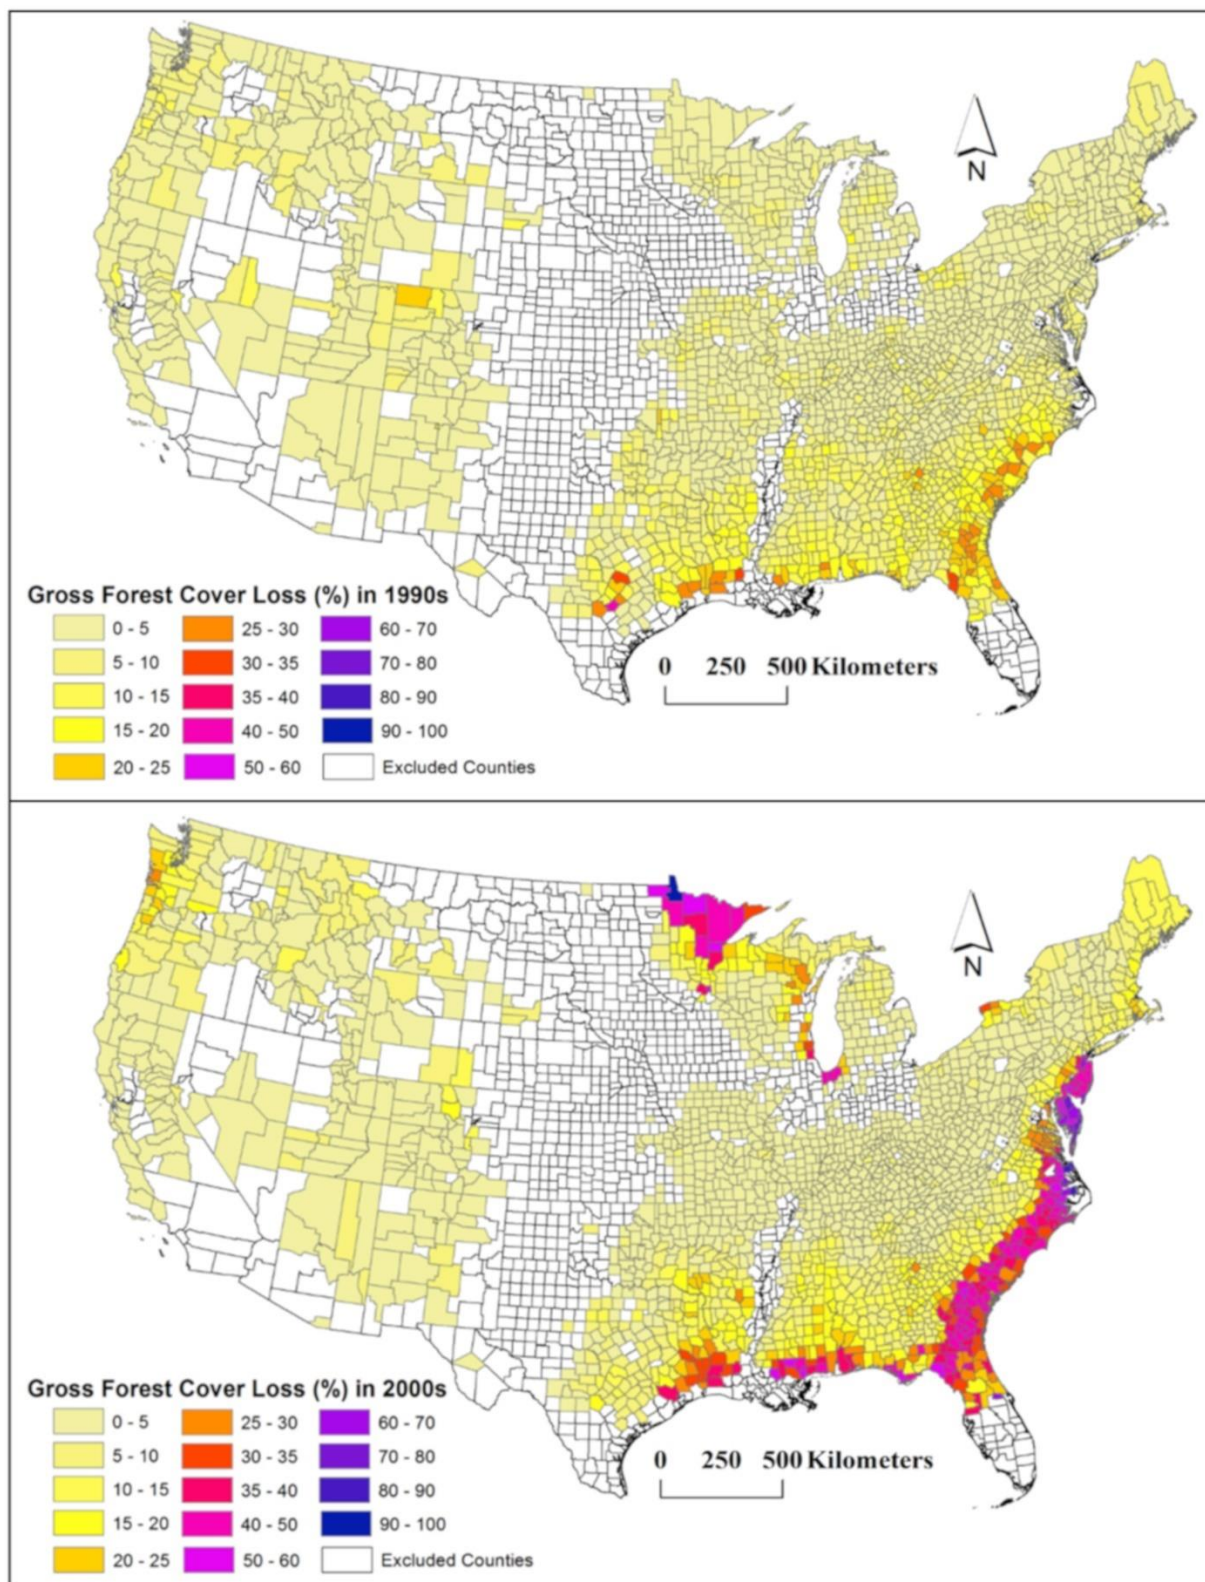 N
Gross Forest Cover Loss (%) in 1990s
0 - 5 25 - 30 60 - 70
5 - 10 30 - 35 70 - 80
10 - 15 35 - 40 80 - 90
15 - 20 40 - 50 90 - 100
20 - 25 50 - 60 Excluded Counties
0 250 500 Kilometers
N
Gross Forest Cover Loss (%) in 2000s
0 - 5 25 - 30 60 - 70
5 - 10 30 - 35 70 - 80
10 - 15 35 - 40 80 - 90
15 - 20 40 - 50 90 - 100
20 - 25 50 - 60 Excluded Counties
0 250 500 Kilometers